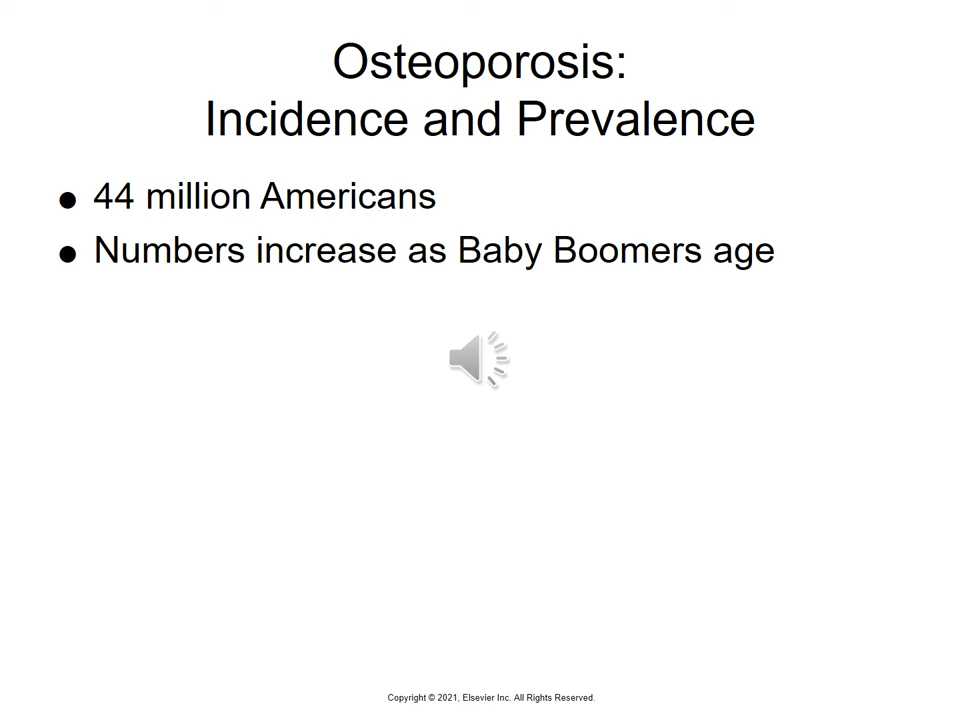 Osteoporosis:
Incidence and Prevalence
● 44 million Americans
● Numbers increase as Baby Boomers age
Copyright © 2021, Elsevier Inc. All Rights Reserved.